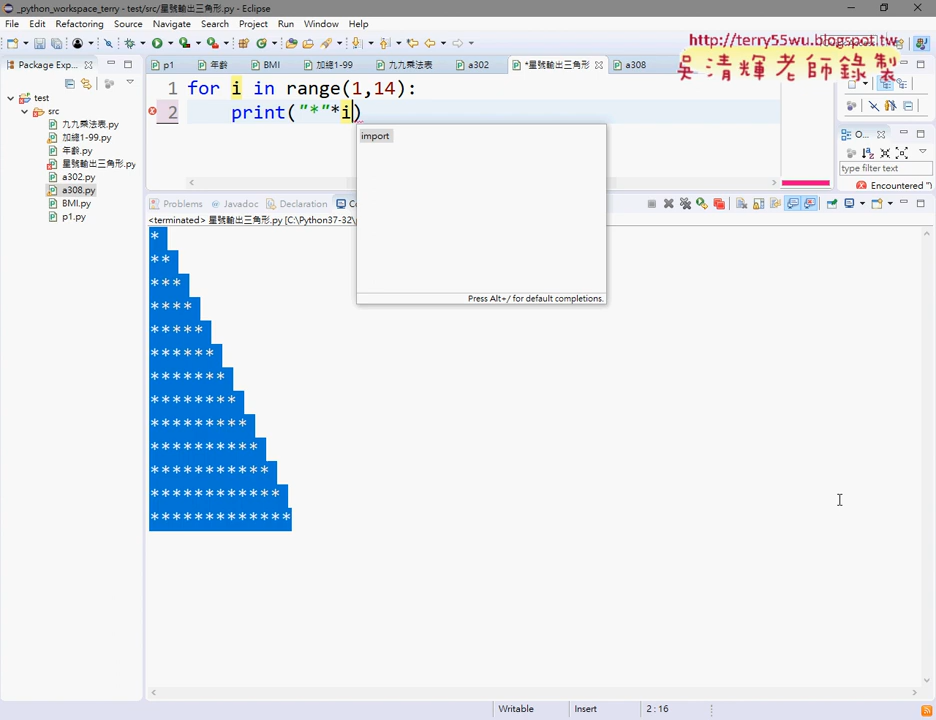 _python_workspace_terry - test/src/星號輸出三角形.py - Eclipse
File Edit Refactoring Source Navigate Search Project Run Window Help
http://terry55wu.blogspot.tw
吳清輝老師錄製
Package Exp...
p1 年齡 BMI 加總1-99 九九乘法表 a302 *星號輸出三角形 a308
test
src
九九乘法表.py
加總1-99.py
年齡.py
星號輸出三角形.py
a302.py
a308.py
BMI.py
p1.py
1 for i in range(1,14):
2 print("*"*i)
import
Press Alt+/ for default completions.
O...
type filter text
Encountered "
Problems Javadoc Declaration Co
<terminated> 星號輸出三角形.py [C:\Python37-32\
*
**
***
****
*****
******
*******
********
*********
**********
***********
************
*************
Writable Insert 2 : 16